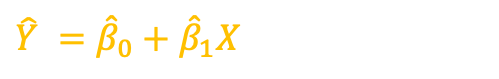 Ŷ = β̂₀ + β̂₁X